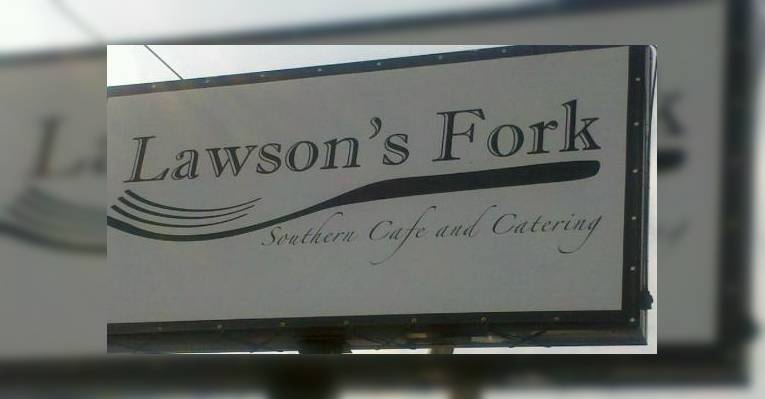 Lawson's Fork
Southern Cafe and Catering